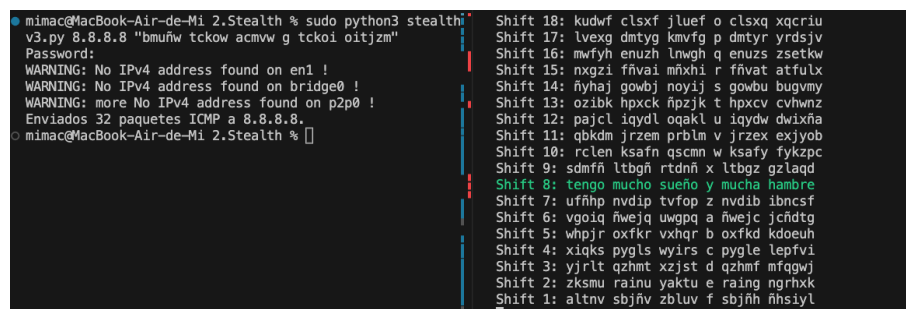 mimac@MacBook-Air-de-Mi 2.Stealth % sudo python3 stealth
v3.py 8.8.8.8 "bmuñw tckow acmvw g tckoi oitjzm"
Password:
WARNING: No IPv4 address found on en1 !
WARNING: No IPv4 address found on bridge0 !
WARNING: more No IPv4 address found on p2p0 !
Enviados 32 paquetes ICMP a 8.8.8.8.
mimac@MacBook-Air-de-Mi 2.Stealth %
Shift 18: kudwf clsxf jluef o clsxq xqcriu
Shift 17: lvexg dmtyg kmvfg p dmtyr yrdsjv
Shift 16: mwfyh enuzh lnwgh q enuzs zsetkw
Shift 15: nxgzi fñvai mñxhi r fñvat atfulx
Shift 14: ñyhaj gowbj noyij s gowbu bugvmy
Shift 13: ozibk hpxck ñpzjk t hpxcv cvhwnz
Shift 12: pajcl iqydl oqakl u iqydw dwixña
Shift 11: qbkdm jrzem prblm v jrzex exjyob
Shift 10: rclen ksafn qscmn w ksafy fykzpc
Shift 9: sdmfñ ltbgñ rtdnñ x ltbgz gzlaqd
Shift 8: tengo mucho sueño y mucha hambre
Shift 7: ufñhp nvdip tvfop z nvdib ibncsf
Shift 6: vgoiq ñwejq uwgpq a ñwejc jcñdtg
Shift 5: whpjr oxfkr vxhqr b oxfkd kdoeuh
Shift 4: xiqks pygls wyirs c pygle lepfvi
Shift 3: yjrlt qzhmt xzjst d qzhmf mfqgwj
Shift 2: zksmu rainu yaktu e raing ngrhxk
Shift 1: altnv sbjñv zbluv f sbjñh ñhsiyl